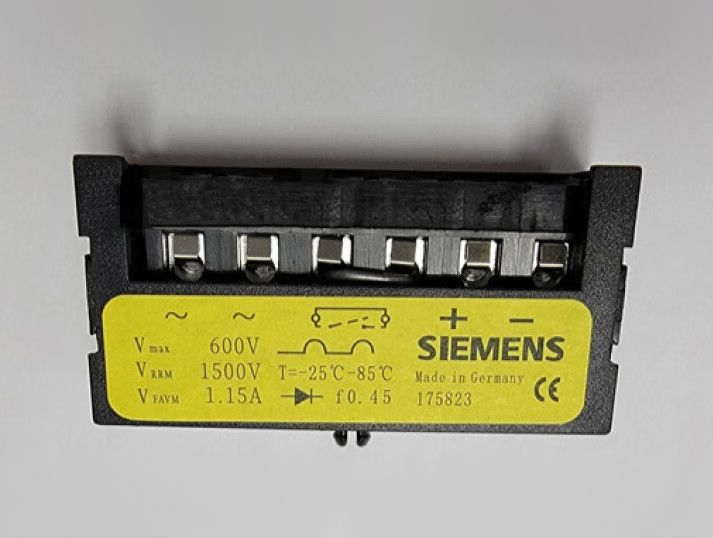 ~ ~ + −
V max 600V
V RRM 1500V
V FAVM 1.15A
T=-25℃-85℃
f0.45
SIEMENS
Made in Germany
175823
CE